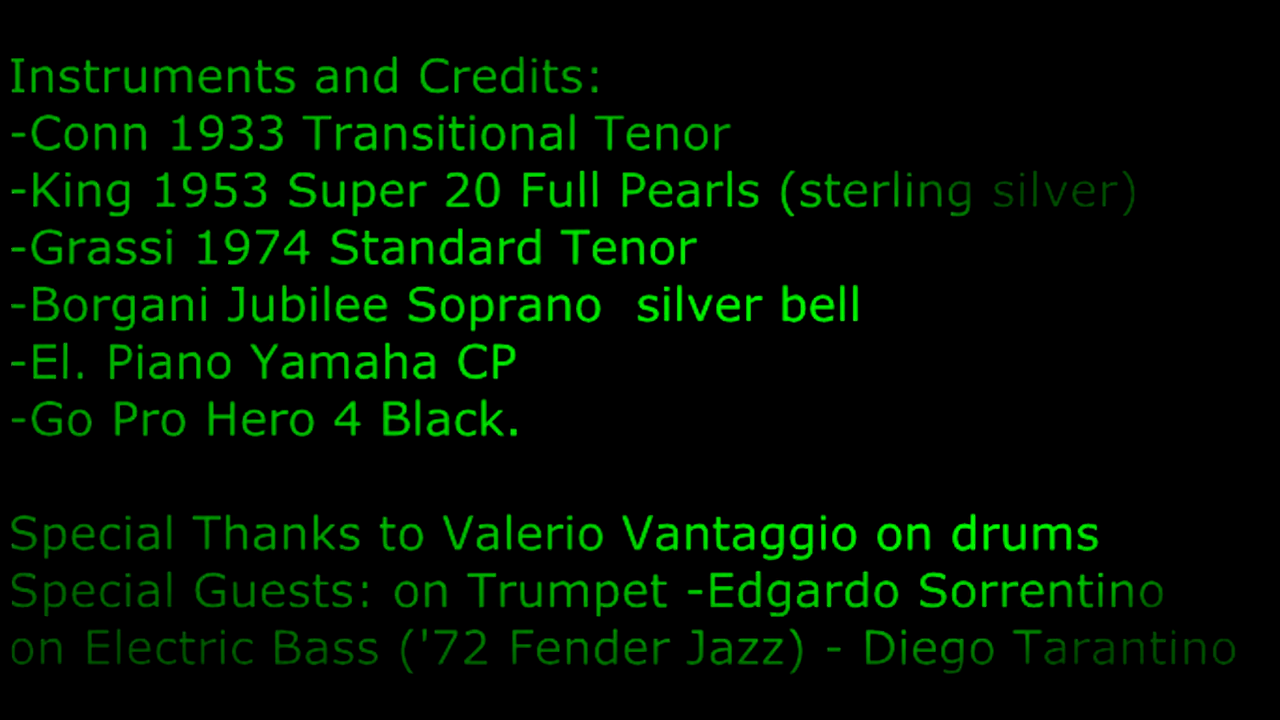 Instruments and Credits:
-Conn 1933 Transitional Tenor
-King 1953 Super 20 Full Pearls (sterling silver)
-Grassi 1974 Standard Tenor
-Borgani Jubilee Soprano  silver bell
-El. Piano Yamaha CP
-Go Pro Hero 4 Black.
Special Thanks to Valerio Vantaggio on drums
Special Guests: on Trumpet -Edgardo Sorrentino
on Electric Bass ('72 Fender Jazz) - Diego Tarantino